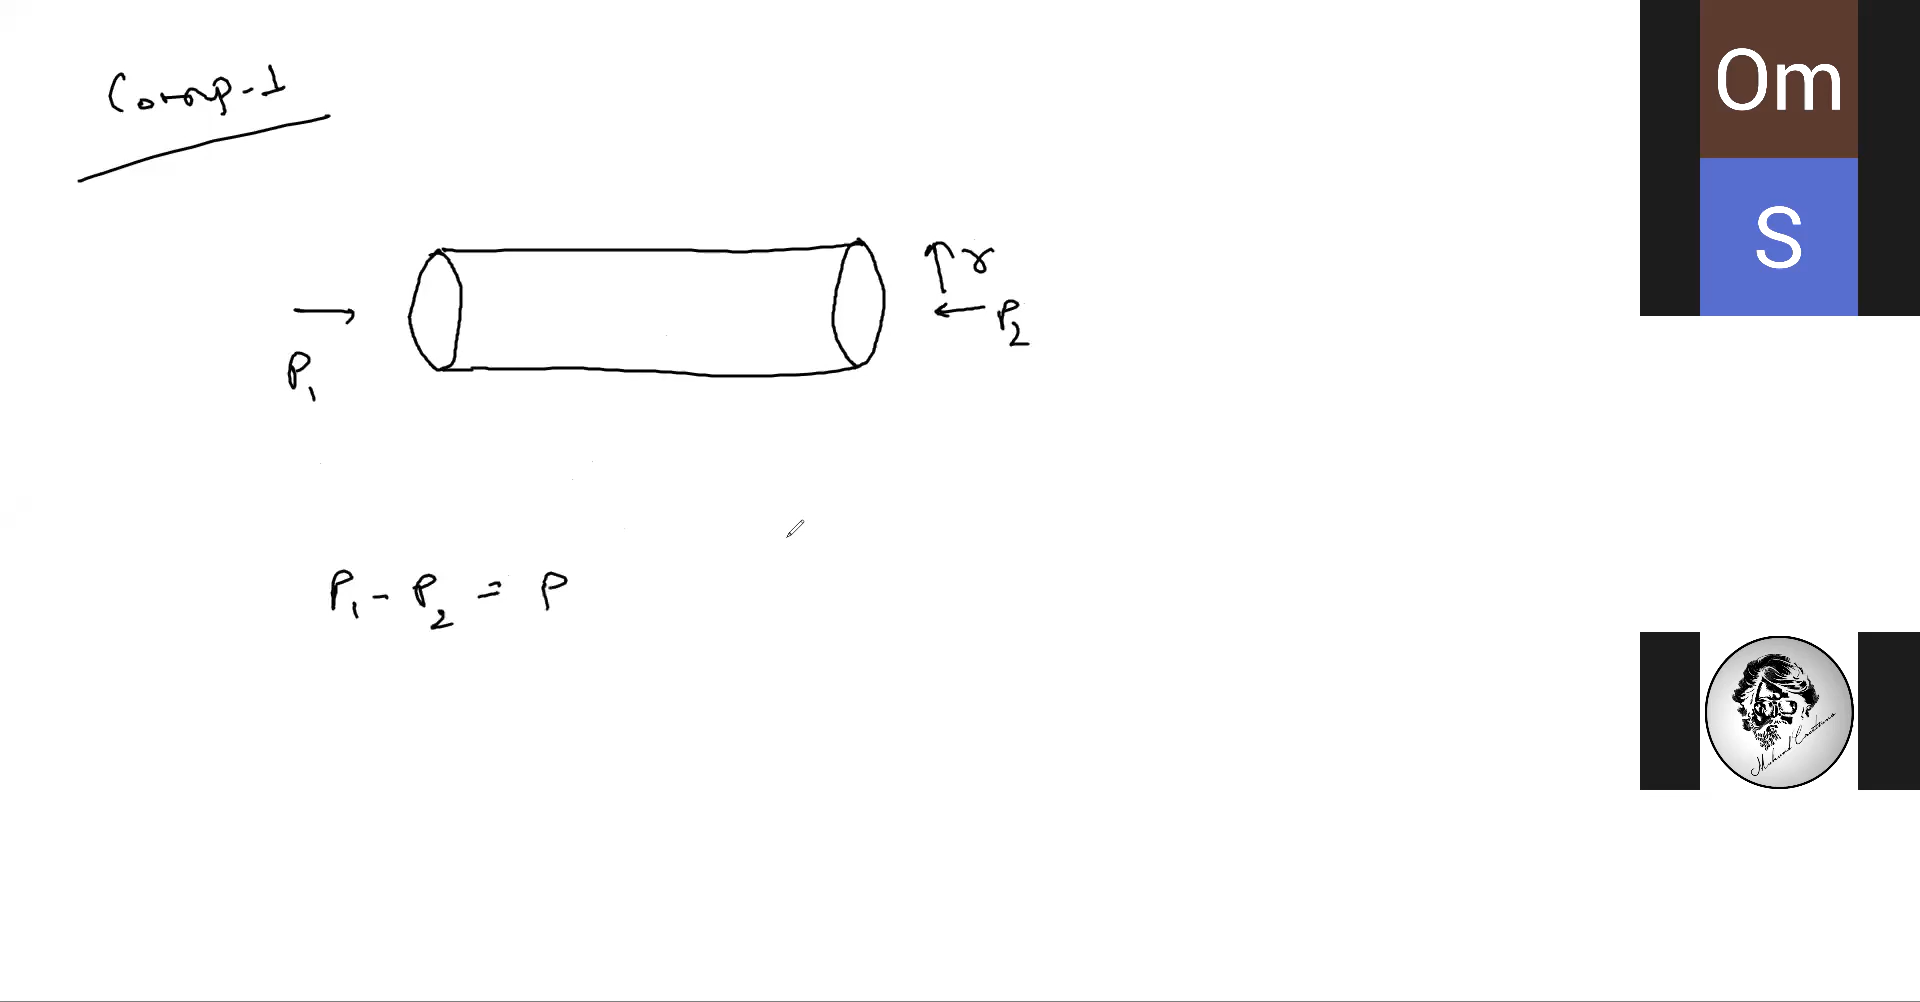 Comp-1
r
P₁
P₂
P₁ - P₂ = P
Om
S